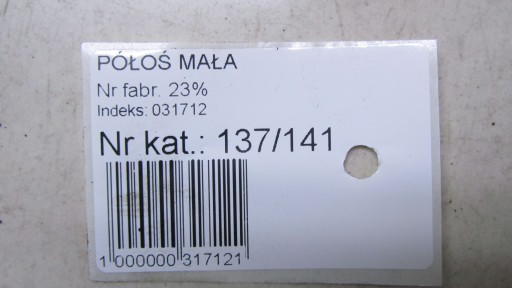 PÓŁOŚ MAŁA
Nr fabr. 23%
Indeks: 031712
Nr kat.: 137/141
1 000000 317121